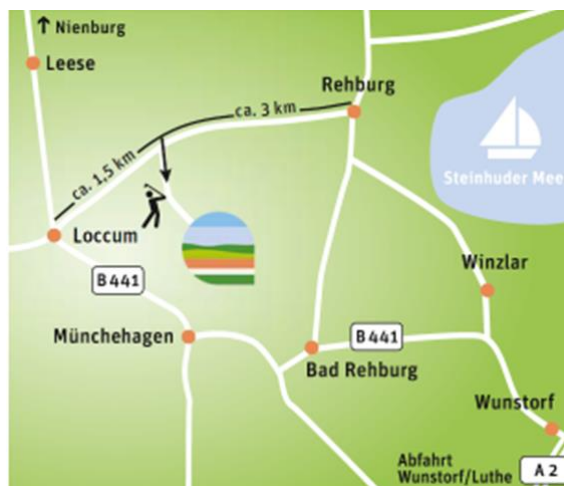 ↑ Nienburg
Leese
Rehburg
ca. 3 km
ca. 1,5 km
Steinhuder Mee
Loccum
B 441
Winzlar
Münchehagen
B 441
Bad Rehburg
Wunstorf
Abfahrt
Wunstorf/Luthe
A 2